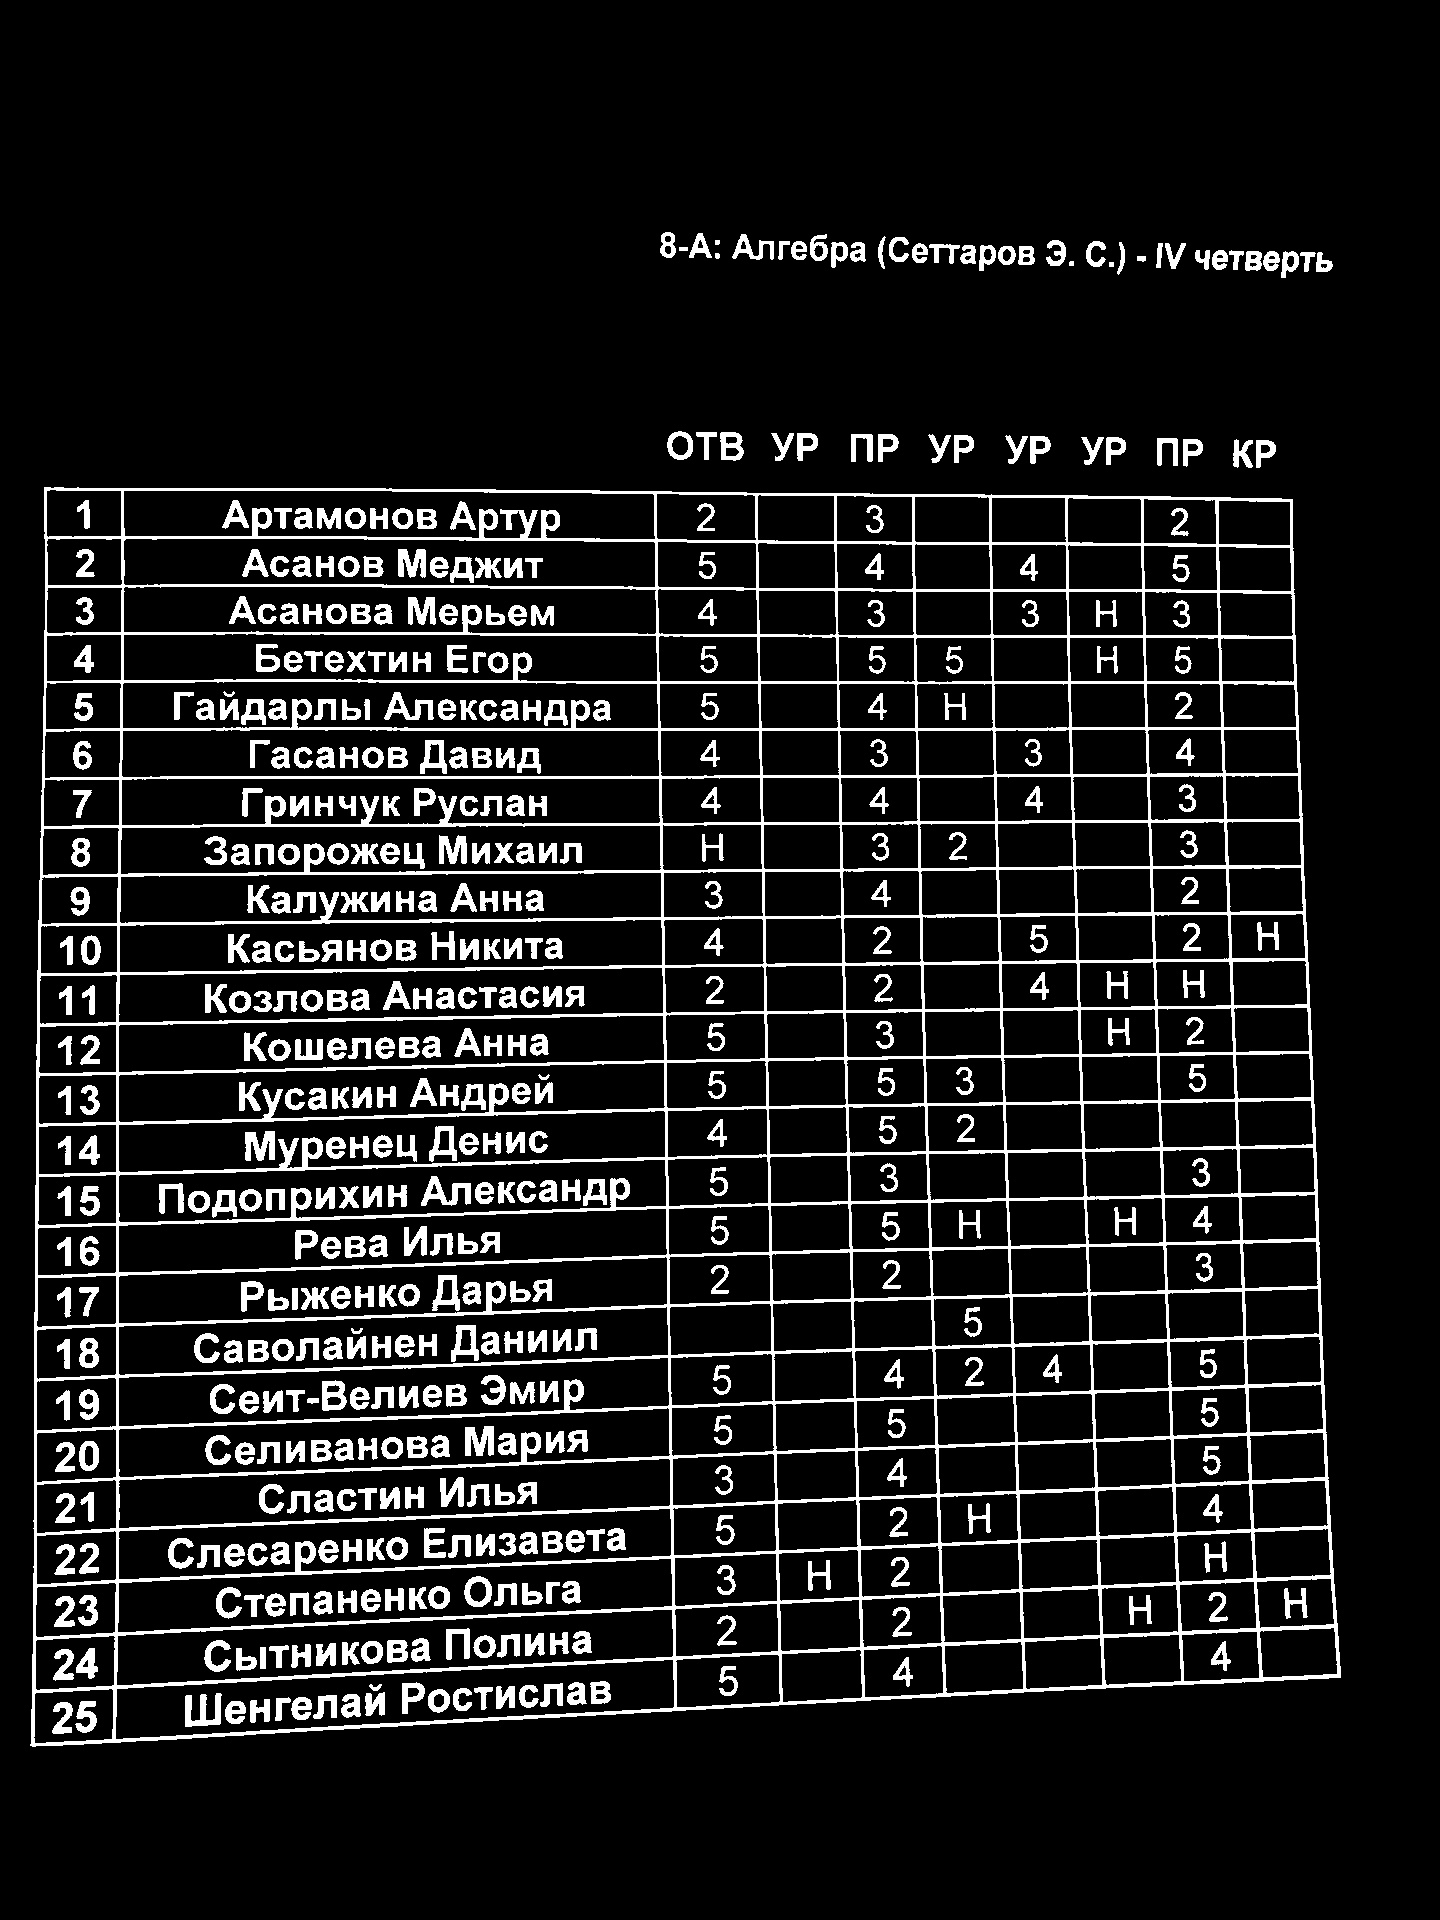 8-А: Алгебра (Сеттаров Э. С.) - IV четверть
ОТВ УР ПР УР УР УР ПР КР
1 Артамонов Артур 2 3 2
2 Асанов Меджит 5 4 4 5
3 Асанова Мерьем 4 3 3 Н 3
4 Бетехтин Егор 5 5 5 Н 5
5 Гайдарлы Александра 5 4 Н 2
6 Гасанов Давид 4 3 3 4
7 Гринчук Руслан 4 4 4 3
8 Запорожец Михаил Н 3 2 3
9 Калужина Анна 3 4 2
10 Касьянов Никита 4 2 5 2 Н
11 Козлова Анастасия 2 2 4 Н Н
12 Кошелева Анна 5 3 Н 2
13 Кусакин Андрей 5 5 3 5
14 Муренец Денис 4 5 2
15 Подоприхин Александр 5 3 3
16 Рева Илья 5 5 Н Н 4
17 Рыженко Дарья 2 2 3
18 Саволайнен Даниил 5
19 Сеит-Велиев Эмир 5 4 2 4 5
20 Селиванова Мария 5 5 5
21 Сластин Илья 3 4 5
22 Слесаренко Елизавета 5 2 Н 4
23 Степаненко Ольга 3 Н 2 Н
24 Сытникова Полина 2 2 Н 2 Н
25 Шенгелай Ростислав 5 4 4